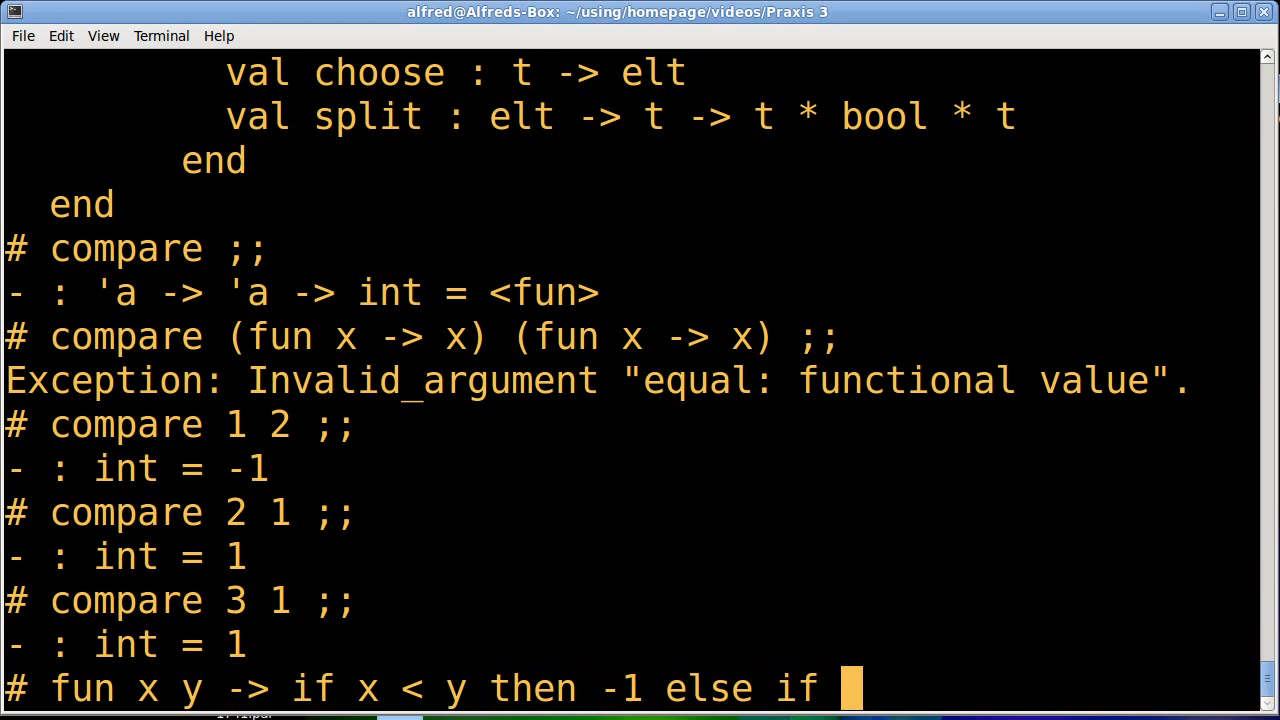 alfred@Alfreds-Box: ~/using/homepage/videos/Praxis 3
File Edit View Terminal Help
val choose : t -> elt
val split : elt -> t -> t * bool * t
end
end
# compare ;;
- : 'a -> 'a -> int = <fun>
# compare (fun x -> x) (fun x -> x) ;;
Exception: Invalid_argument "equal: functional value".
# compare 1 2 ;;
- : int = -1
# compare 2 1 ;;
- : int = 1
# compare 3 1 ;;
- : int = 1
# fun x y -> if x < y then -1 else if